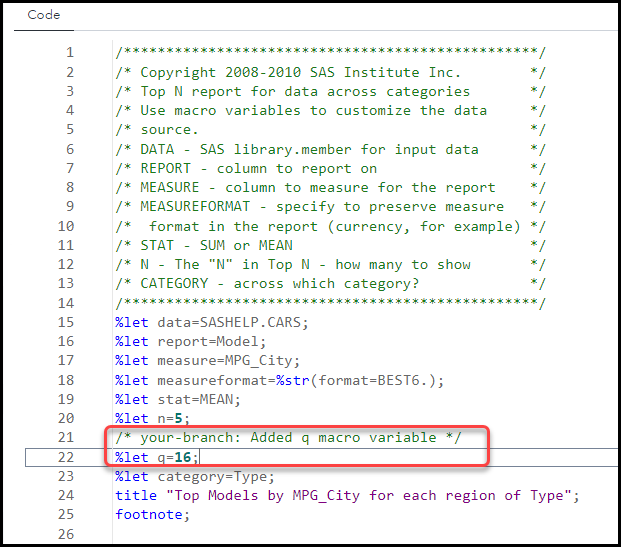 Code
1 /*************************************************/
2 /* Copyright 2008-2010 SAS Institute Inc. */
3 /* Top N report for data across categories */
4 /* Use macro variables to customize the data */
5 /* source. */
6 /* DATA - SAS library.member for input data */
7 /* REPORT - column to report on */
8 /* MEASURE - column to measure for the report */
9 /* MEASUREFORMAT - specify to preserve measure */
10 /*  format in the report (currency, for example) */
11 /* STAT - SUM or MEAN */
12 /* N - The "N" in Top N - how many to show */
13 /* CATEGORY - across which category? */
14 /*************************************************/
15 %let data=SASHELP.CARS;
16 %let report=Model;
17 %let measure=MPG_City;
18 %let measureformat=%str(format=BEST6.);
19 %let stat=MEAN;
20 %let n=5;
21 /* your-branch: Added q macro variable */
22 %let q=16;
23 %let category=Type;
24 title "Top Models by MPG_City for each region of Type";
25 footnote;
26